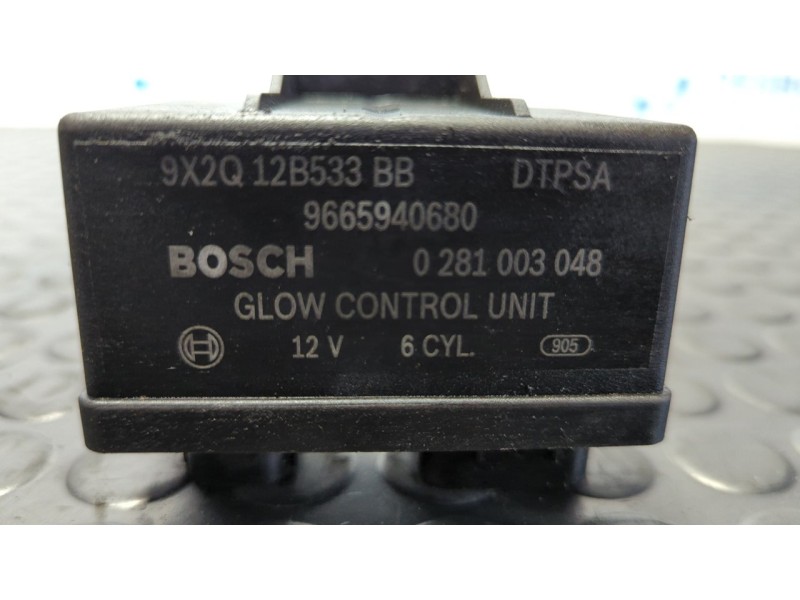 9X2Q 12B533 BB DTPSA
9665940680
BOSCH 0 281 003 048
GLOW CONTROL UNIT
12 V 6 CYL. 905